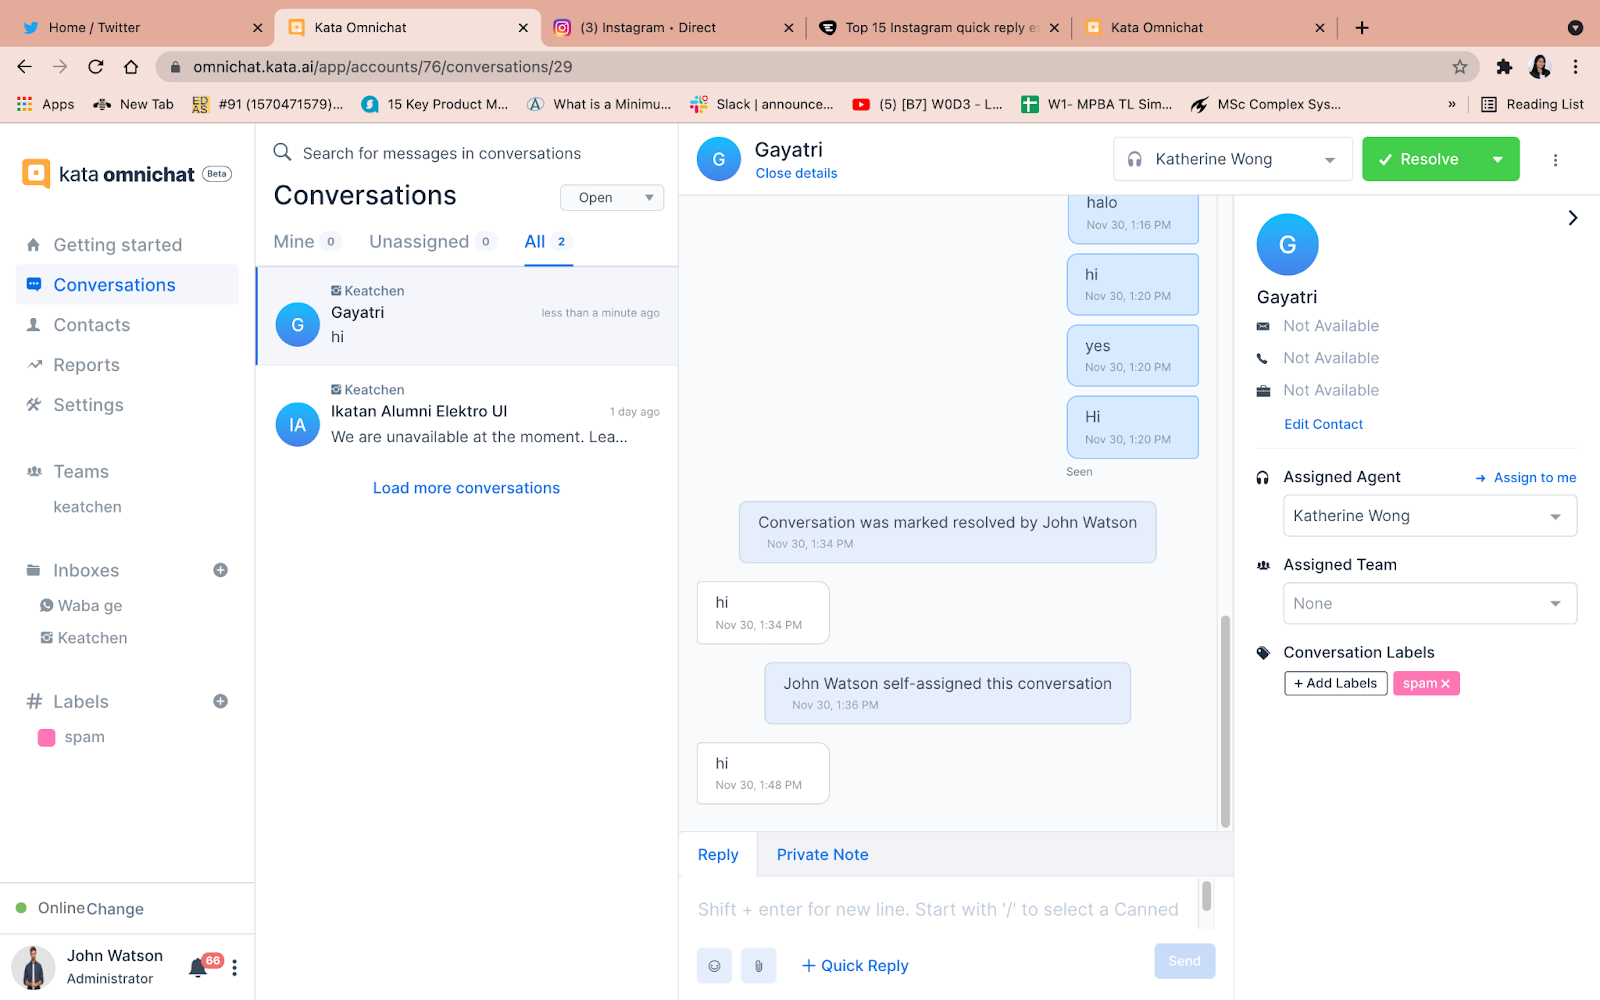 Home / Twitter
Kata Omnichat
(3) Instagram • Direct
Top 15 Instagram quick reply e
Kata Omnichat
omnichat.kata.ai/app/accounts/76/conversations/29
Apps
New Tab
#91 (1570471579)...
15 Key Product M...
What is a Minimu...
Slack | announce...
(5) [B7] W0D3 - L...
W1- MPBA TL Sim...
MSc Complex Sys...
»
Reading List
kata omnichat Beta
Getting started
Conversations
Contacts
Reports
Settings
Teams
keatchen
Inboxes
Waba ge
Keatchen
Labels
spam
Online Change
John Watson
Administrator
66
Search for messages in conversations
Conversations
Open
Mine 0
Unassigned 0
All 2
Keatchen
G
Gayatri
less than a minute ago
hi
Keatchen
IA
Ikatan Alumni Elektro UI
1 day ago
We are unavailable at the moment. Lea...
Load more conversations
G
Gayatri
Close details
Katherine Wong
Resolve
halo
Nov 30, 1:16 PM
hi
Nov 30, 1:20 PM
yes
Nov 30, 1:20 PM
Hi
Nov 30, 1:20 PM
Seen
Conversation was marked resolved by John Watson
Nov 30, 1:34 PM
hi
Nov 30, 1:34 PM
John Watson self-assigned this conversation
Nov 30, 1:36 PM
hi
Nov 30, 1:48 PM
Reply
Private Note
Shift + enter for new line. Start with '/' to select a Canned
+ Quick Reply
Send
G
Gayatri
Not Available
Not Available
Not Available
Edit Contact
Assigned Agent
→ Assign to me
Katherine Wong
Assigned Team
None
Conversation Labels
+ Add Labels
spam ×